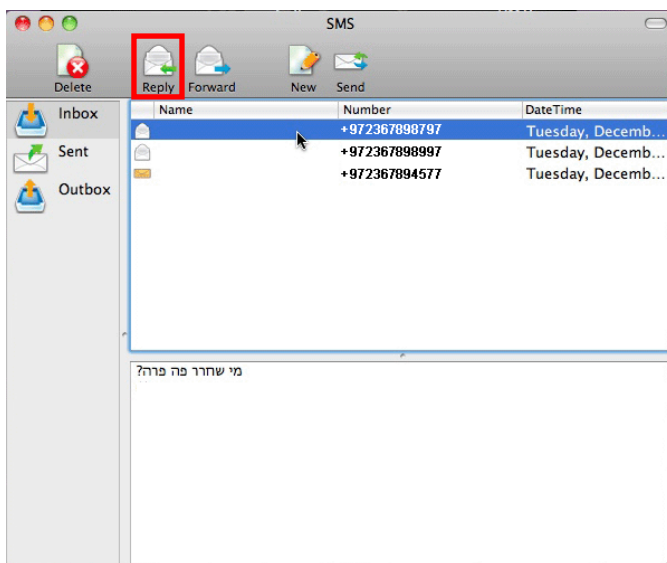 SMS
Delete
Reply
Forward
New
Send
Inbox
Sent
Outbox
Name Number DateTime
+972367898797 Tuesday, Decemb...
+972367898997 Tuesday, Decemb...
+972367894577 Tuesday, Decemb...
מי שחרר פה פרה?